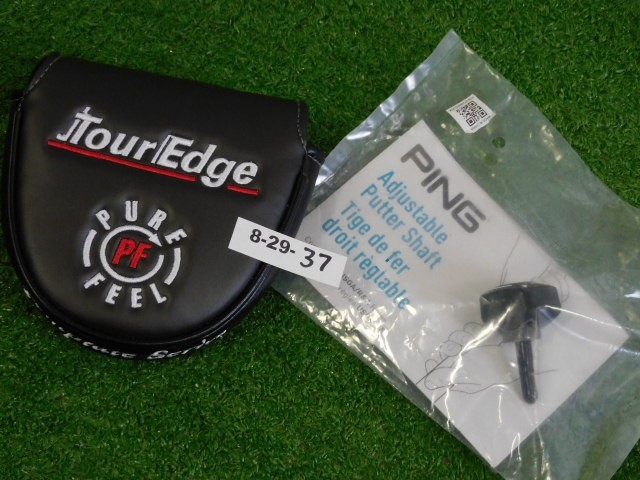 TourEdge
PURE
PF
FEEL
8-29-37
PING
Adjustable
Putter Shaft
Tige de fer
droit réglable